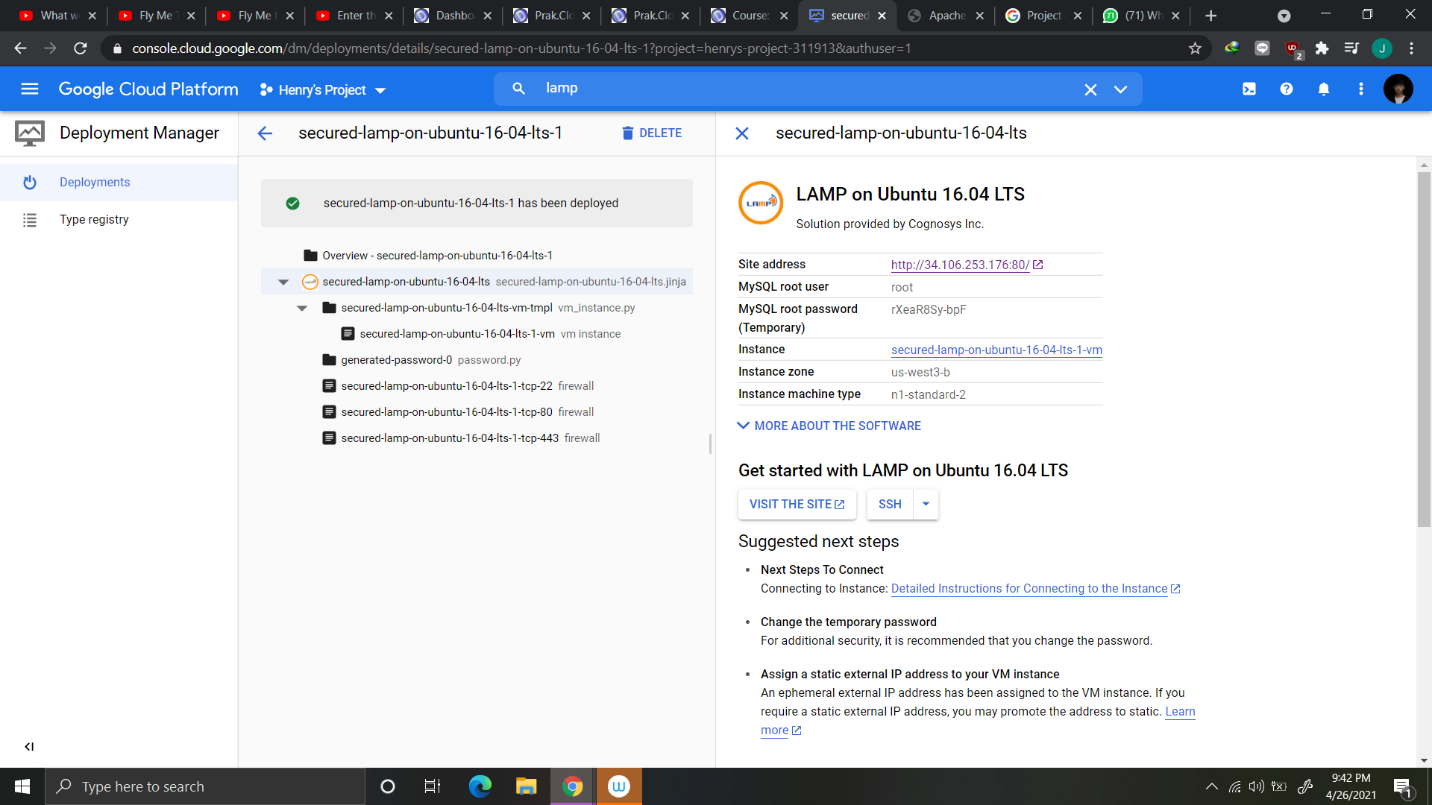 What w
Fly Me T
Fly Me t
Enter th
Dashbo
Prak.Clo
Prak.Clo
Course:
secured
Apache
Project
(71) Wh
console.cloud.google.com/dm/deployments/details/secured-lamp-on-ubuntu-16-04-lts-1?project=henrys-project-311913&authuser=1
2
J
Google Cloud Platform
Henry's Project
lamp
Deployment Manager
Deployments
Type registry
secured-lamp-on-ubuntu-16-04-lts-1
DELETE
secured-lamp-on-ubuntu-16-04-lts-1 has been deployed
Overview - secured-lamp-on-ubuntu-16-04-lts-1
secured-lamp-on-ubuntu-16-04-lts secured-lamp-on-ubuntu-16-04-lts.jinja
secured-lamp-on-ubuntu-16-04-lts-vm-tmpl vm_instance.py
secured-lamp-on-ubuntu-16-04-lts-1-vm vm instance
generated-password-0 password.py
secured-lamp-on-ubuntu-16-04-lts-1-tcp-22 firewall
secured-lamp-on-ubuntu-16-04-lts-1-tcp-80 firewall
secured-lamp-on-ubuntu-16-04-lts-1-tcp-443 firewall
secured-lamp-on-ubuntu-16-04-lts
LAMP
LAMP on Ubuntu 16.04 LTS
Solution provided by Cognosys Inc.
Site address http://34.106.253.176:80/
MySQL root user root
MySQL root password rXeaR8Sy-bpF
(Temporary)
Instance secured-lamp-on-ubuntu-16-04-lts-1-vm
Instance zone us-west3-b
Instance machine type n1-standard-2
MORE ABOUT THE SOFTWARE
Get started with LAMP on Ubuntu 16.04 LTS
VISIT THE SITE
SSH
Suggested next steps
• Next Steps To Connect
Connecting to Instance: Detailed Instructions for Connecting to the Instance
• Change the temporary password
For additional security, it is recommended that you change the password.
• Assign a static external IP address to your VM instance
An ephemeral external IP address has been assigned to the VM instance. If you
require a static external IP address, you may promote the address to static. Learn
more
Type here to search
9:42 PM
4/26/2021
1